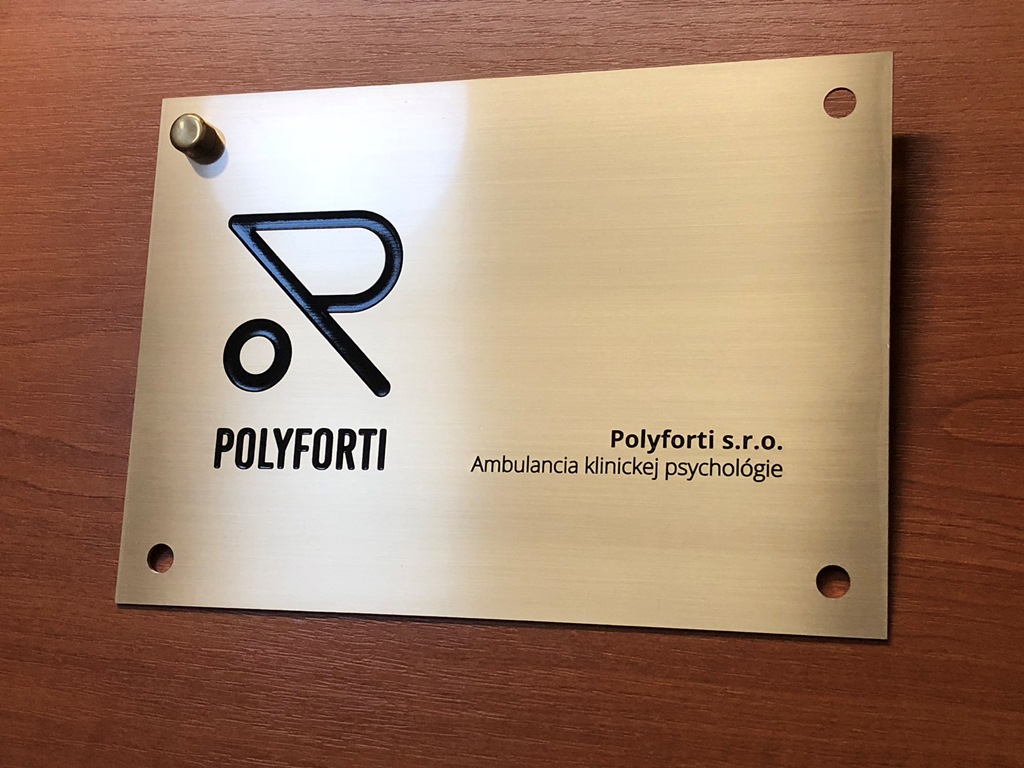 POLYFORTI
Polyforti s.r.o.
Ambulancia klinickej psychológie